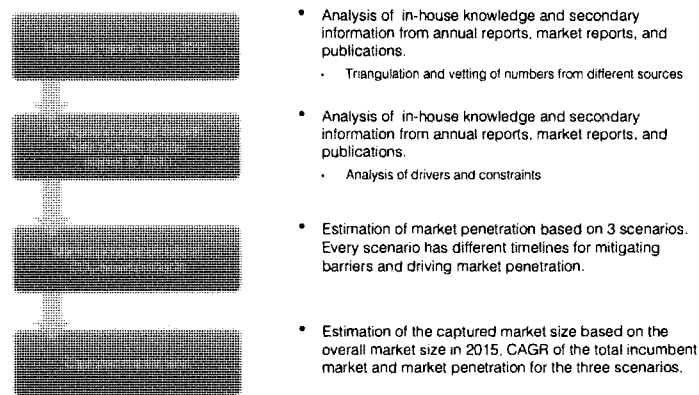 • Analysis of in-house knowledge and secondary
information from annual reports, market reports, and
publications.
• Triangulation and vetting of numbers from different sources
• Analysis of in-house knowledge and secondary
information from annual reports, market reports, and
publications.
• Analysis of drivers and constraints
• Estimation of market penetration based on 3 scenarios.
Every scenario has different timelines for mitigating
barriers and driving market penetration.
• Estimation of the captured market size based on the
overall market size in 2015, CAGR of the total incumbent
market and market penetration for the three scenarios.